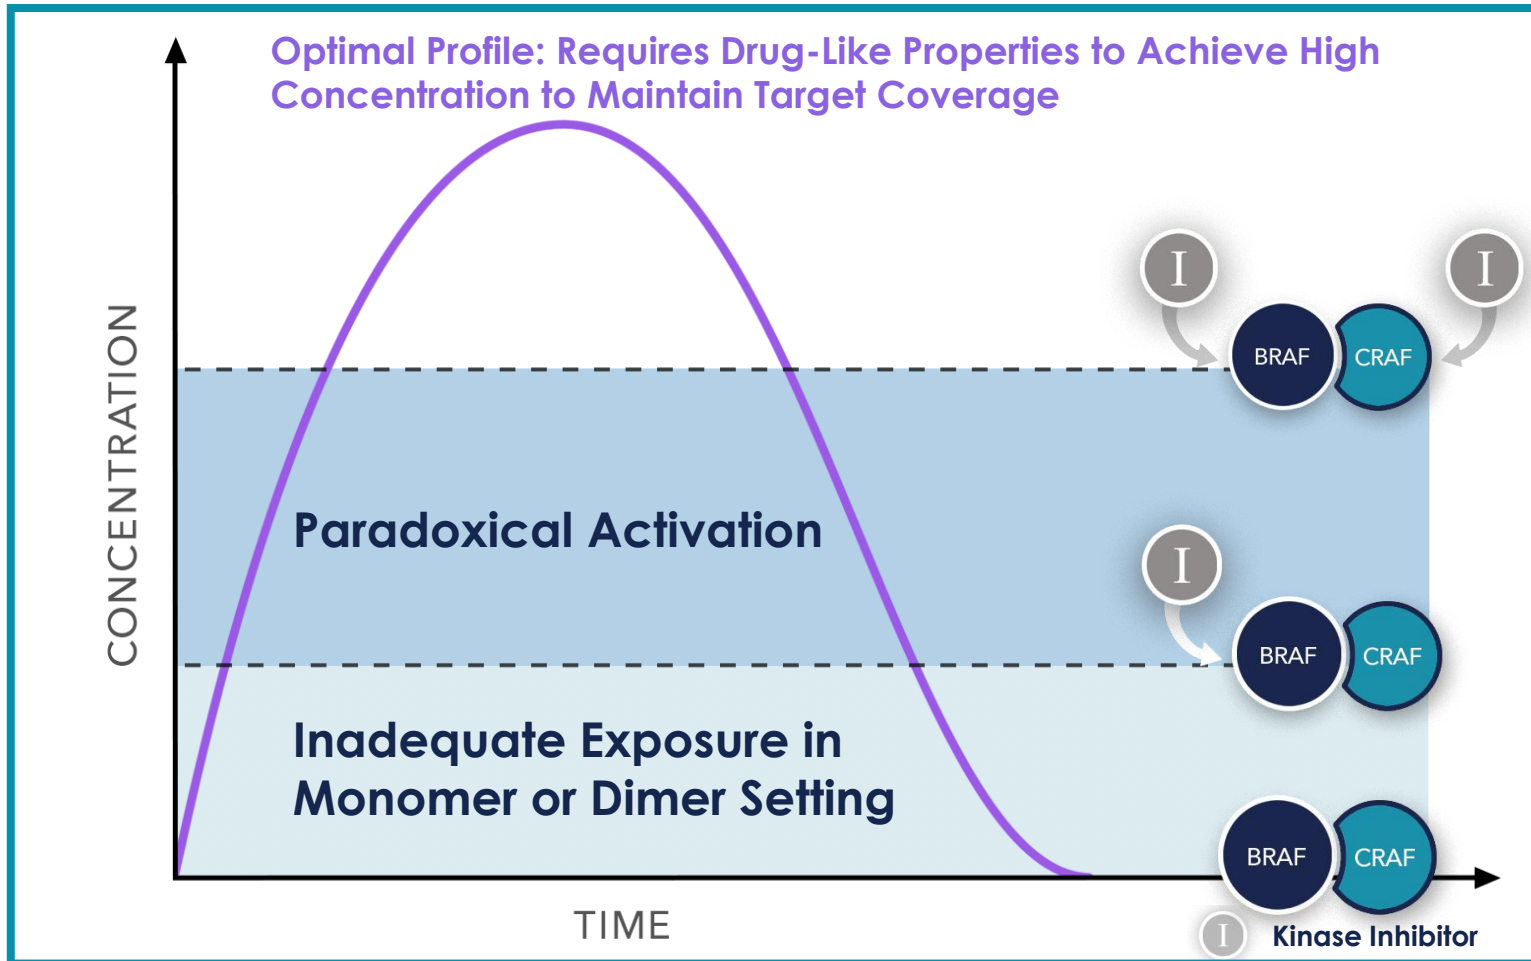 Optimal Profile: Requires Drug-Like Properties to Achieve High
Concentration to Maintain Target Coverage
CONCENTRATION
I
I
BRAF
CRAF
Paradoxical Activation
I
BRAF
CRAF
Inadequate Exposure in
Monomer or Dimer Setting
BRAF
CRAF
TIME
I
Kinase Inhibitor